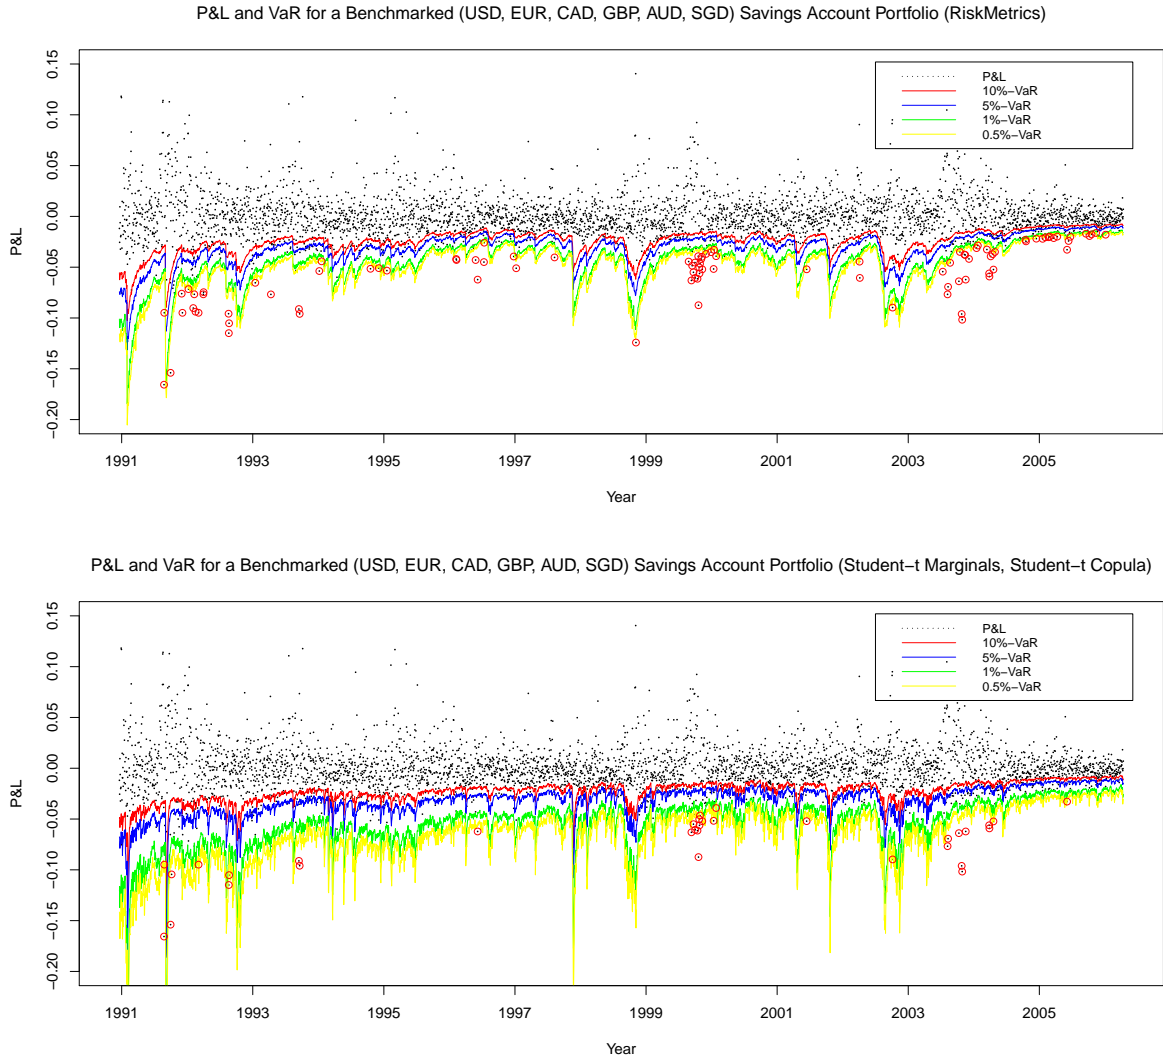 P&L and VaR for a Benchmarked (USD, EUR, CAD, GBP, AUD, SGD) Savings Account Portfolio (RiskMetrics)
P&L
0.15
0.10
0.05
0.00
−0.05
−0.10
−0.15
−0.20
P&L
10%−VaR
5%−VaR
1%−VaR
0.5%−VaR
1991 1993 1995 1997 1999 2001 2003 2005
Year
P&L and VaR for a Benchmarked (USD, EUR, CAD, GBP, AUD, SGD) Savings Account Portfolio (Student−t Marginals, Student−t Copula)
P&L
0.15
0.10
0.05
0.00
−0.05
−0.10
−0.15
−0.20
P&L
10%−VaR
5%−VaR
1%−VaR
0.5%−VaR
1991 1993 1995 1997 1999 2001 2003 2005
Year